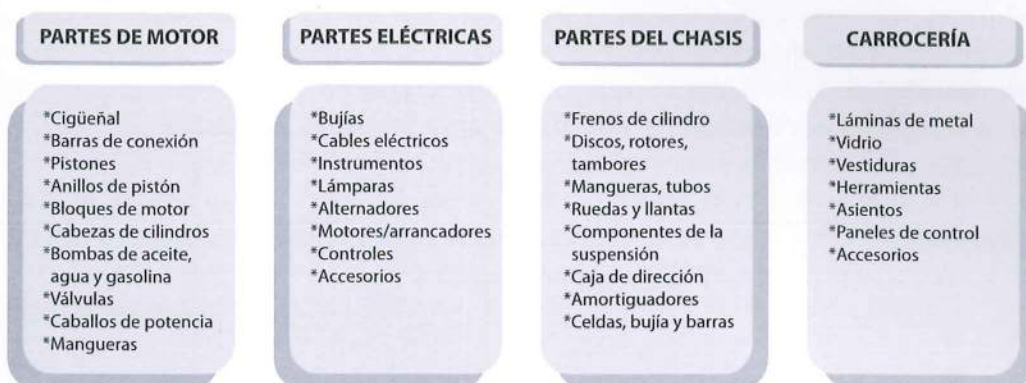 PARTES DE MOTOR
*Cigüeñal
*Barras de conexión
*Pistones
*Anillos de pistón
*Bloques de motor
*Cabezas de cilindros
*Bombas de aceite,
agua y gasolina
*Válvulas
*Caballos de potencia
*Mangueras
PARTES ELÉCTRICAS
*Bujías
*Cables eléctricos
*Instrumentos
*Lámparas
*Alternadores
*Motores/arrancadores
*Controles
*Accesorios
PARTES DEL CHASIS
*Frenos de cilindro
*Discos, rotores,
tambores
*Mangueras, tubos
*Ruedas y llantas
*Componentes de la
suspensión
*Caja de dirección
*Amortiguadores
*Celdas, bujía y barras
CARROCERÍA
*Láminas de metal
*Vidrio
*Vestiduras
*Herramientas
*Asientos
*Paneles de control
*Accesorios